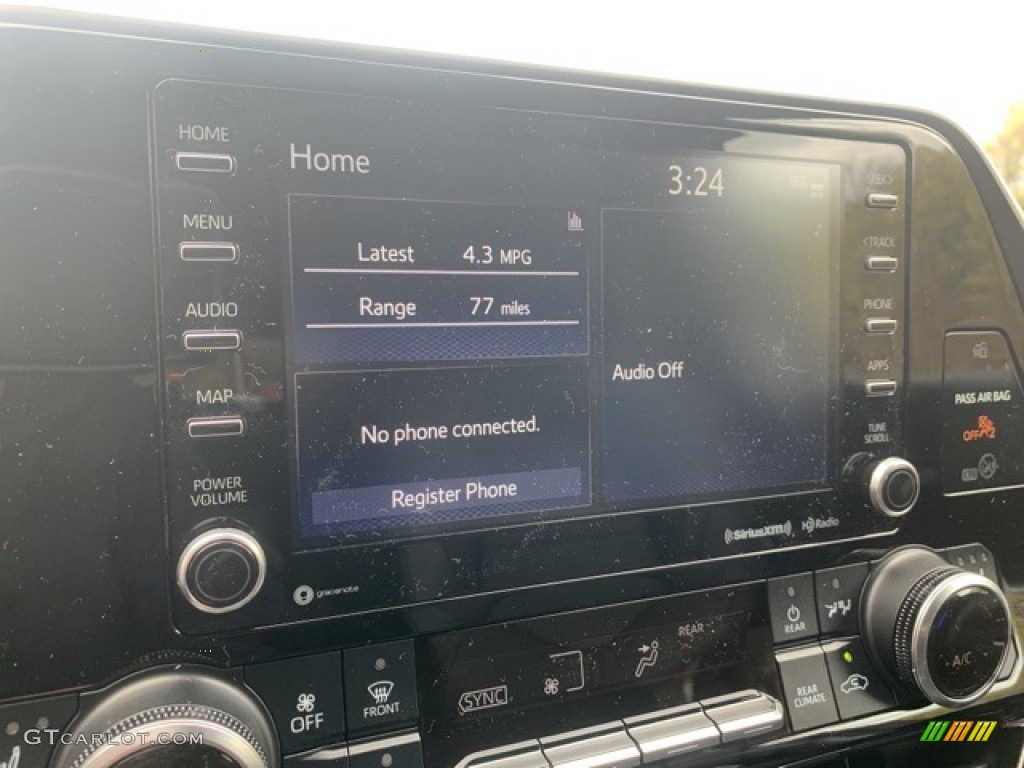 HOME
Home
3:24
SEEK >
MENU
Latest 4.3 MPG
< TRACK
AUDIO
Range 77 miles
PHONE
MAP
Audio Off
APPS
PASS AIR BAG
OFF
No phone connected.
TUNE
SCROLL
POWER
VOLUME
Register Phone
SiriusXM
HD Radio
gracenote
REAR
REAR
A/C
SYNC
OFF
FRONT
REAR
CLIMATE
GTCARLOT.COM